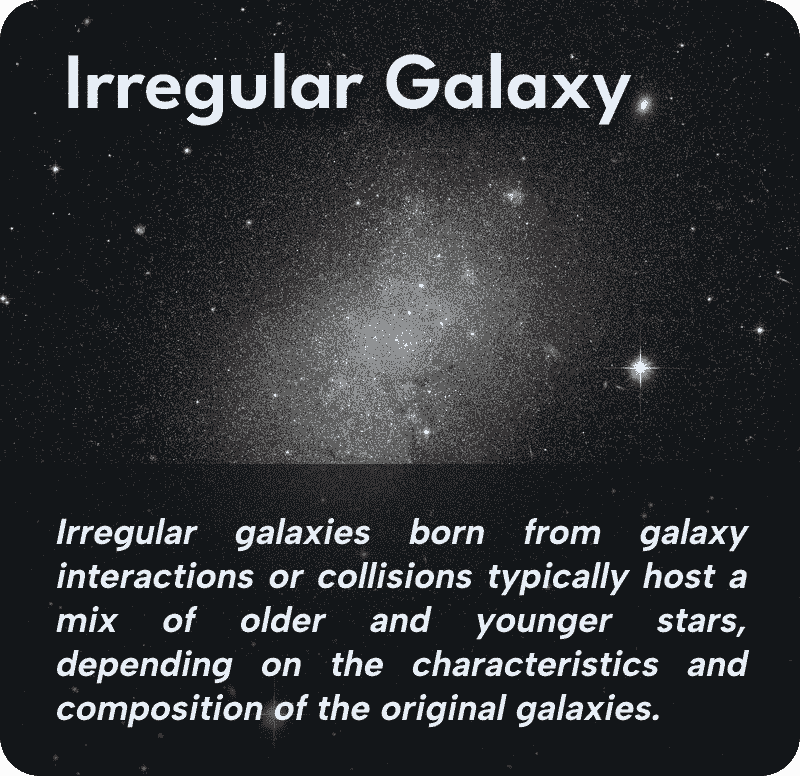 Irregular Galaxy
Irregular galaxies born from galaxy
interactions or collisions typically host a
mix of older and younger stars,
depending on the characteristics and
composition of the original galaxies.